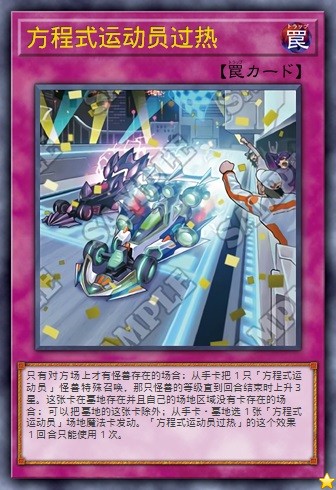 方程式运动员过热
罠
トラップ
【罠カード】
只有对方场上才有怪兽存在的场合：从手卡把1只「方程式运
动员」怪兽特殊召唤，那只怪兽的等级直到回合结束时上升3
星。这张卡在墓地存在并且自己的场地区域没有卡存在的场
合：可以把墓地的这张卡除外；从手卡・墓地选1张「方程式
运动员」场地魔法卡发动。「方程式运动员过热」的这个效果
1回合只能使用1次。
SAMPLE